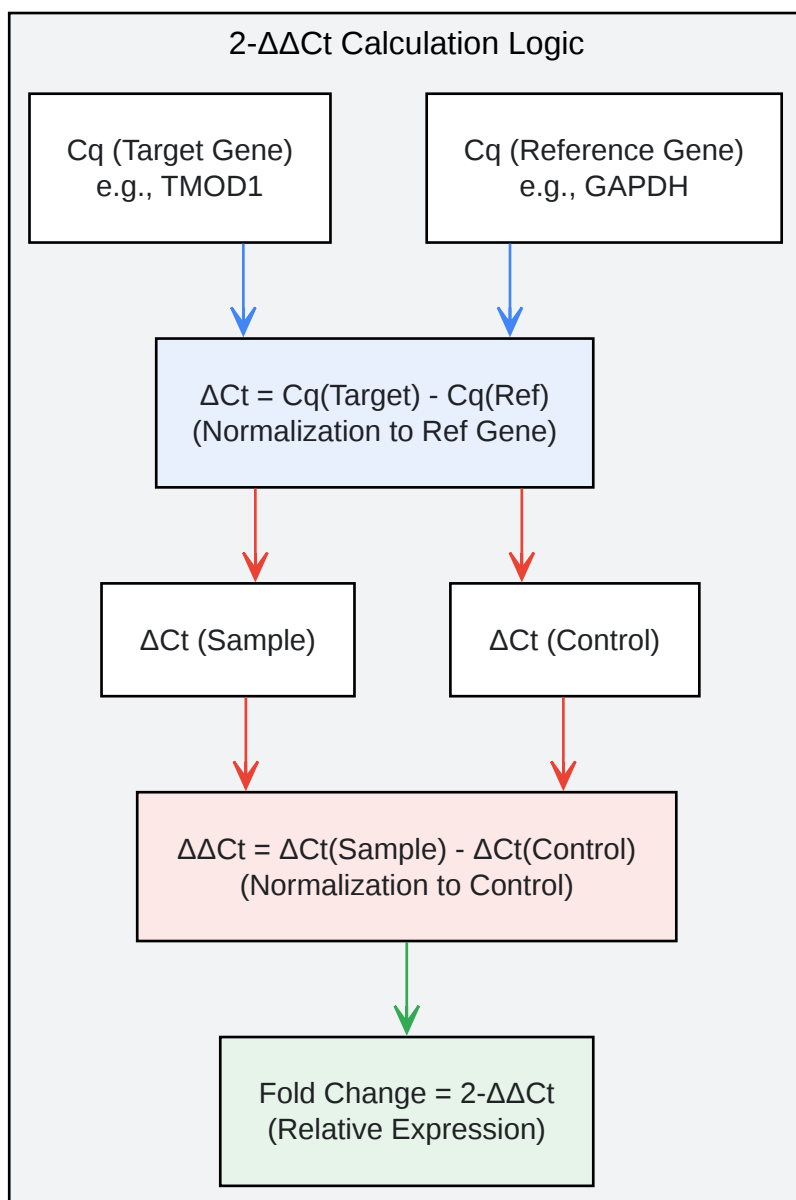 2-ΔΔCt Calculation Logic
Cq (Target Gene)
e.g., TMOD1
Cq (Reference Gene)
e.g., GAPDH
ΔCt = Cq(Target) - Cq(Ref)
(Normalization to Ref Gene)
ΔCt (Sample)
ΔCt (Control)
ΔΔCt = ΔCt(Sample) - ΔCt(Control)
(Normalization to Control)
Fold Change = 2-ΔΔCt
(Relative Expression)